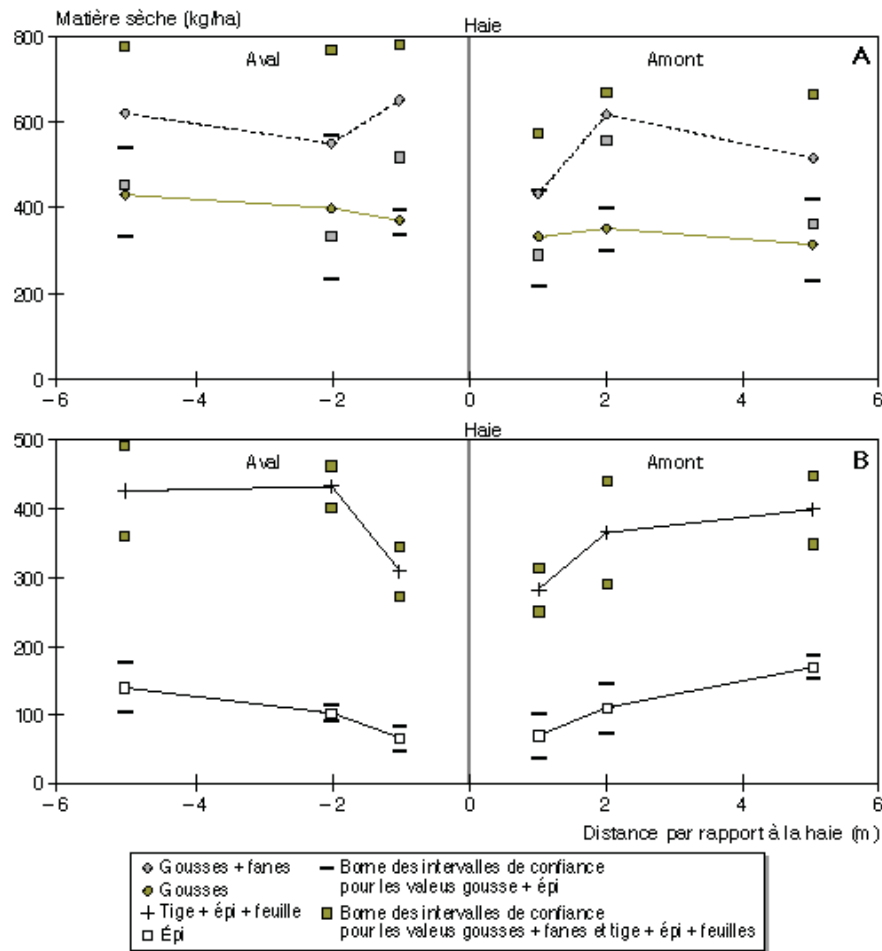 Matière sèche (kg/ha)
Haie
800
Aval
Amont
A
600
400
200
0
−6
−4
−2
0
2
4
6
Haie
500
Aval
Amont
B
400
300
200
100
0
−6
−4
−2
0
2
4
6
Distance par rapport à la haie (m)
Gousses + fanes
Gousses
Tige + épi + feuille
Épi
Borne des intervalles de confiance
pour les valeus gousse + épi
Borne des intervalles de confiance
pour les valeus gousses + fanes et tige + épi + feuilles